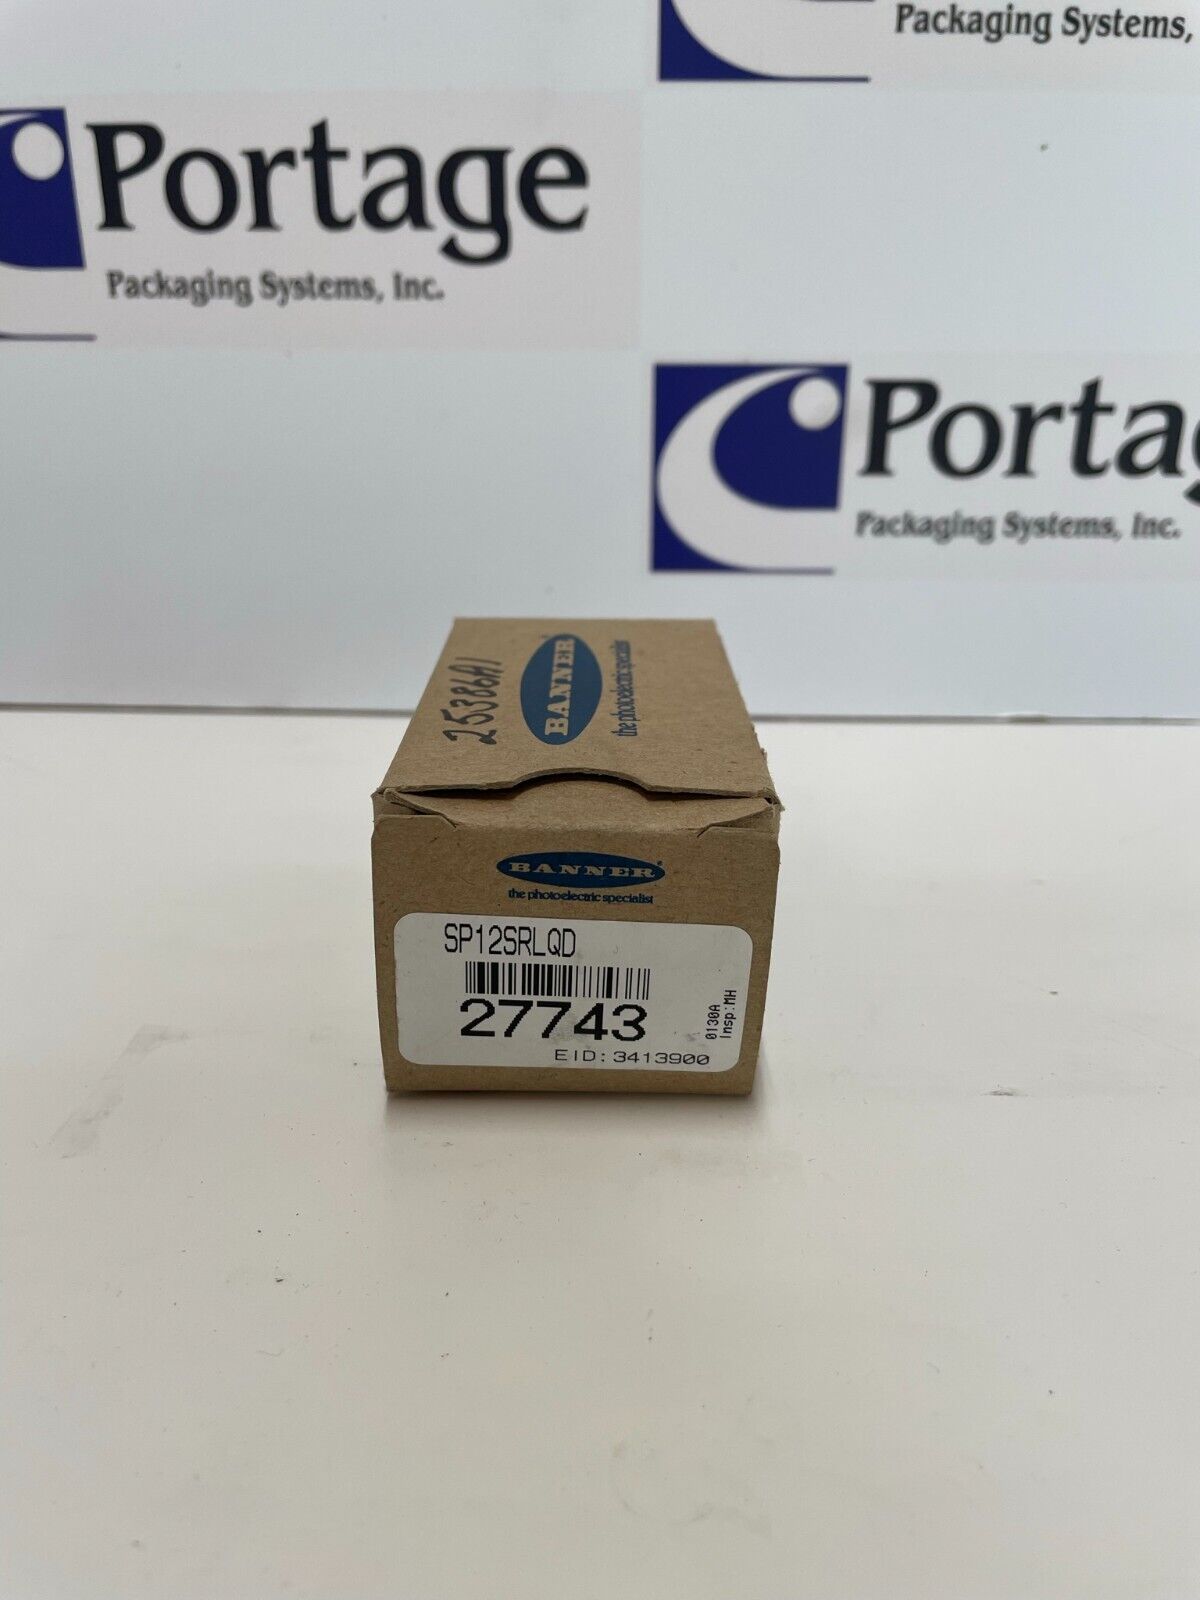 Packaging Systems,
Portage
Packaging Systems, Inc.
Porta
Packaging Systems, Inc.
25386A1
BANNER
the photoelectric specialist
BANNER
the photoelectric specialist
SP12SRLQD
27743
EID:3413900
0130A
Insp:MH